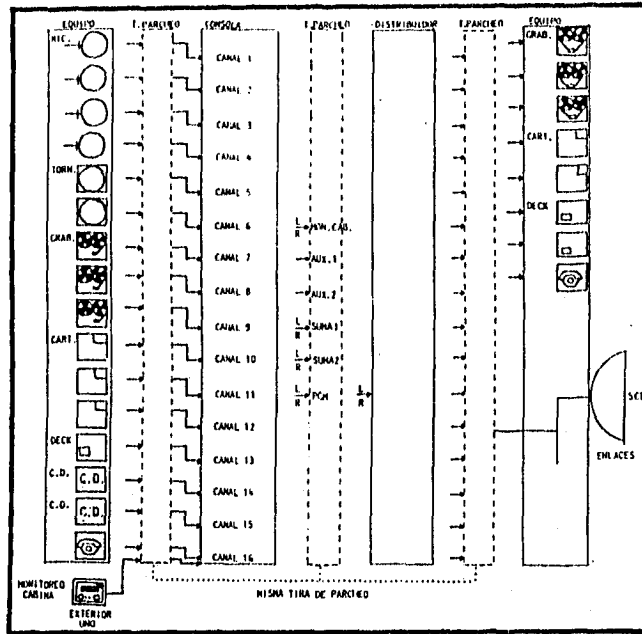 EQUIPO T.PARCHEO CONSOLA T.PARCHEO DISTRIBUIDOR T.PARCHEO EQUIPO
MIC.
GRAB.
CANAL 1
CANAL 2
CANAL 3
CART.
CANAL 4
TORN.
CANAL 5
DECK
CANAL 6
L/R
MON.CAB.
GRAB.
CANAL 7
AUX.1
CANAL 8
AUX.2
CANAL 9
L/R
SUMA1
CART.
CANAL 10
L/R
SUMA2
CANAL 11
L/R
PGM
L/R
CANAL 12
ENLACES
DECK
CANAL 13
C.D.
C.D.
CANAL 14
C.D.
C.D.
CANAL 15
CANAL 16
MONITOREO
CABINA
MISMA TIRA DE PARCHEO
EXTERIOR
UNO